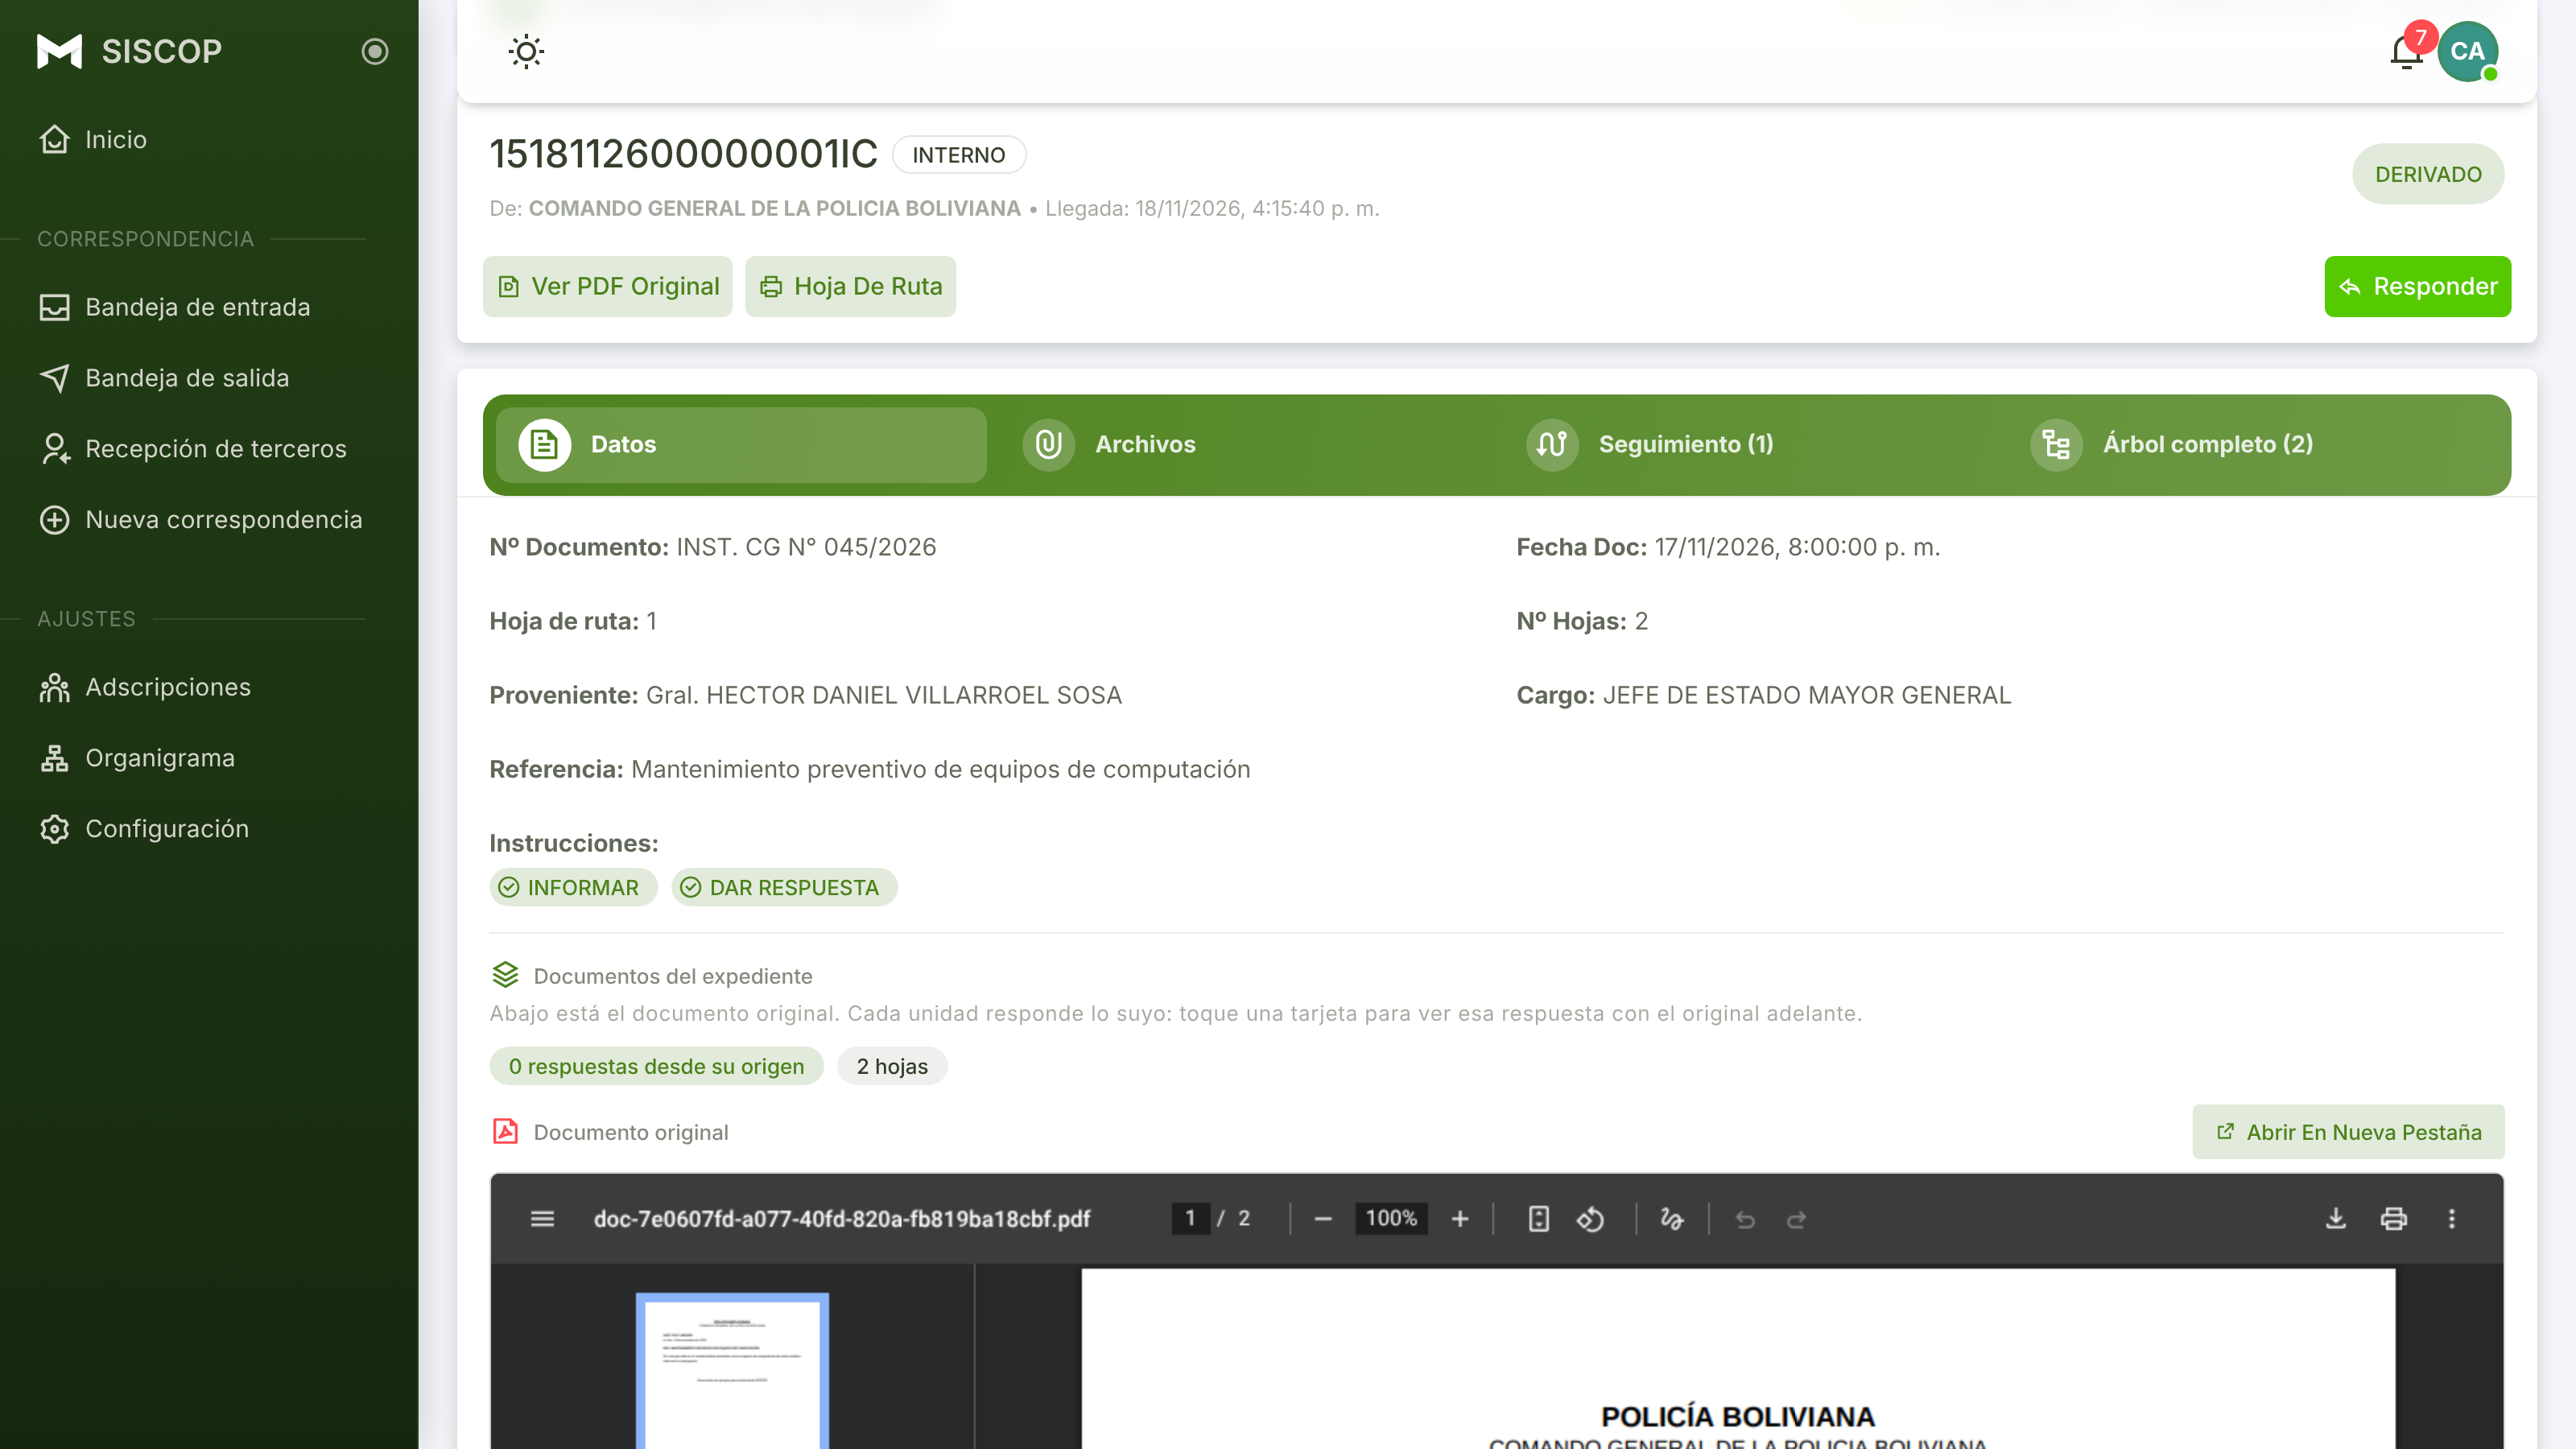 SISCOP
Inicio
CORRESPONDENCIA
Bandeja de entrada
Bandeja de salida
Recepción de terceros
Nueva correspondencia
AJUSTES
Adscripciones
Organigrama
Configuración
7
CA
1518112600000001IC INTERNO
DERIVADO
De: COMANDO GENERAL DE LA POLICIA BOLIVIANA • Llegada: 18/11/2026, 4:15:40 p. m.
Ver PDF Original
Hoja De Ruta
Responder
Datos
Archivos
Seguimiento (1)
Árbol completo (2)
Nº Documento: INST. CG N° 045/2026
Fecha Doc: 17/11/2026, 8:00:00 p. m.
Hoja de ruta: 1
Nº Hojas: 2
Proveniente: Gral. HECTOR DANIEL VILLARROEL SOSA
Cargo: JEFE DE ESTADO MAYOR GENERAL
Referencia: Mantenimiento preventivo de equipos de computación
Instrucciones:
INFORMAR
DAR RESPUESTA
Documentos del expediente
Abajo está el documento original. Cada unidad responde lo suyo: toque una tarjeta para ver esa respuesta con el original adelante.
0 respuestas desde su origen
2 hojas
Documento original
Abrir En Nueva Pestaña
doc-7e0607fd-a077-40fd-820a-fb819ba18cbf.pdf
1 / 2
100%
POLICÍA BOLIVIANA
COMANDO GENERAL DE LA POLICIA BOLIVIANA